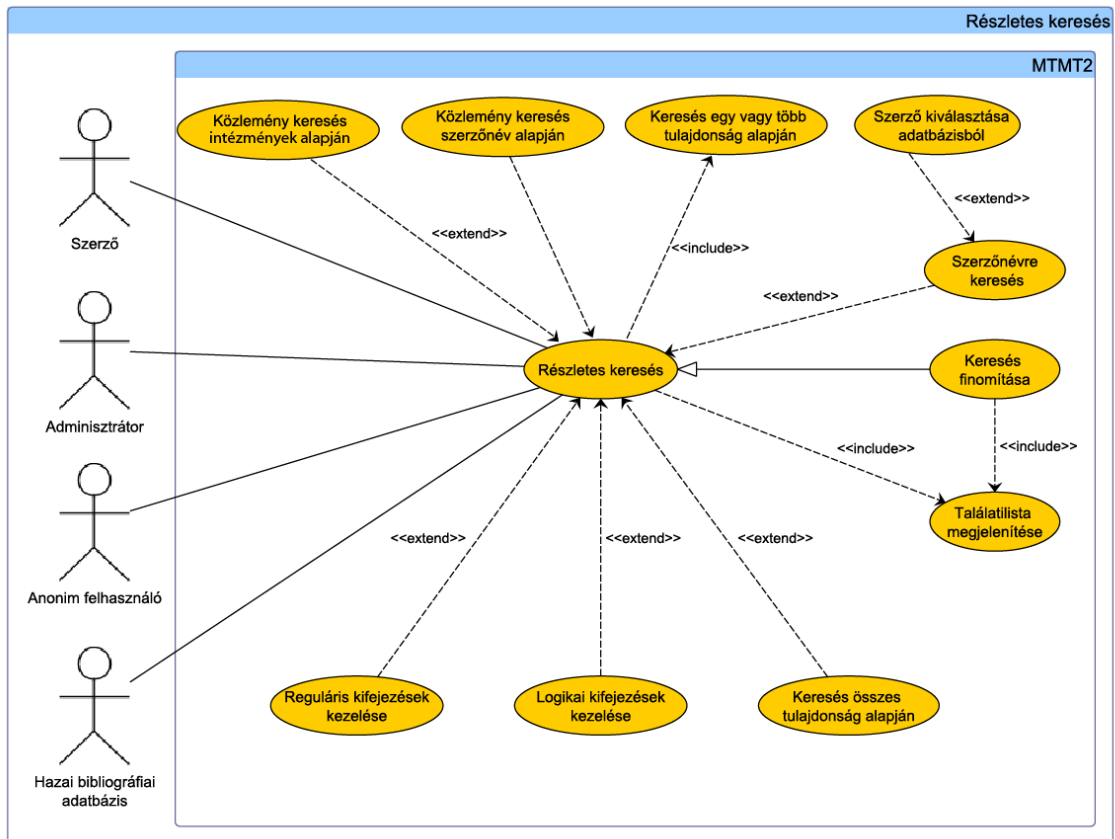 Részletes keresés
MTMT2
Közlemény keresés
intézmények alapján
Közlemény keresés
szerzőnév alapján
Keresés egy vagy több
tulajdonság alapján
Szerző kiválasztása
adatbázisból
Szerző
<<extend>>
<<include>>
<<extend>>
Szerzőnévre
keresés
<<extend>>
Adminisztrátor
Részletes keresés
Keresés
finomítása
<<include>>
<<include>>
Találatilista
megjelenítése
Anonim felhasználó
<<extend>>
<<extend>>
<<extend>>
Reguláris kifejezések
kezelése
Logikai kifejezések
kezelése
Keresés összes
tulajdonság alapján
Hazai bibliográfiai
adatbázis